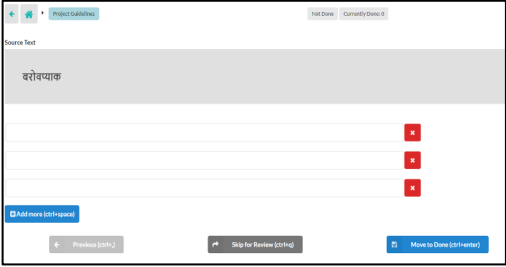 Project Guidelines
Not Done Currently Done: 0
Source Text
बरोवप्याक
Add more (ctrl+space)
Previous (ctrl+,)
Skip for Review (ctrl+q)
Move to Done (ctrl+enter)